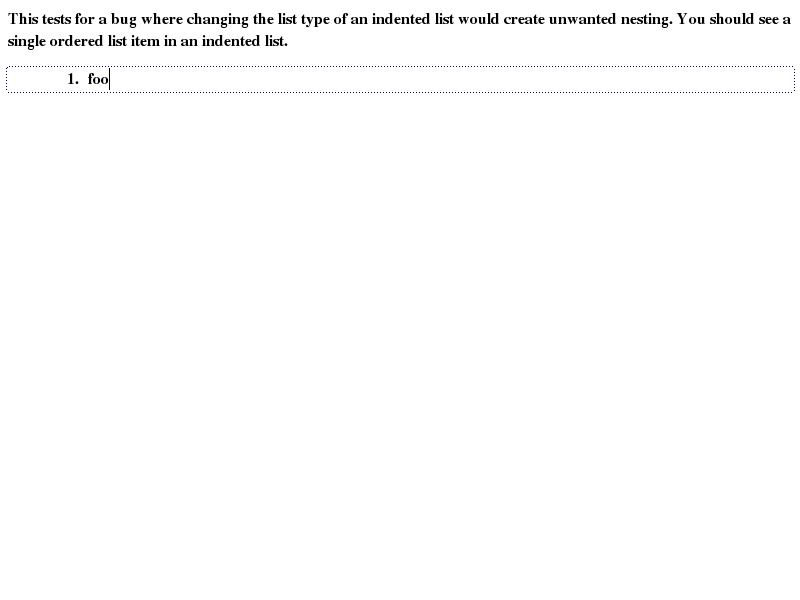 This tests for a bug where changing the list type of an indented list would create unwanted nesting. You should see a
single ordered list item in an indented list.
1. foo